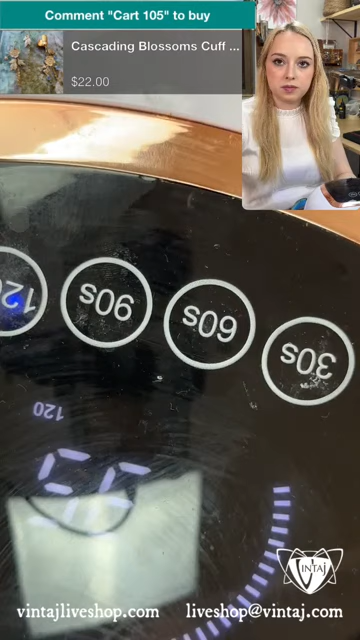 Comment "Cart 105" to buy
Cascading Blossoms Cuff ...
$22.00
90s
60s
30s
120
VINTAJ
vintajliveshop.com
liveshop@vintaj.com